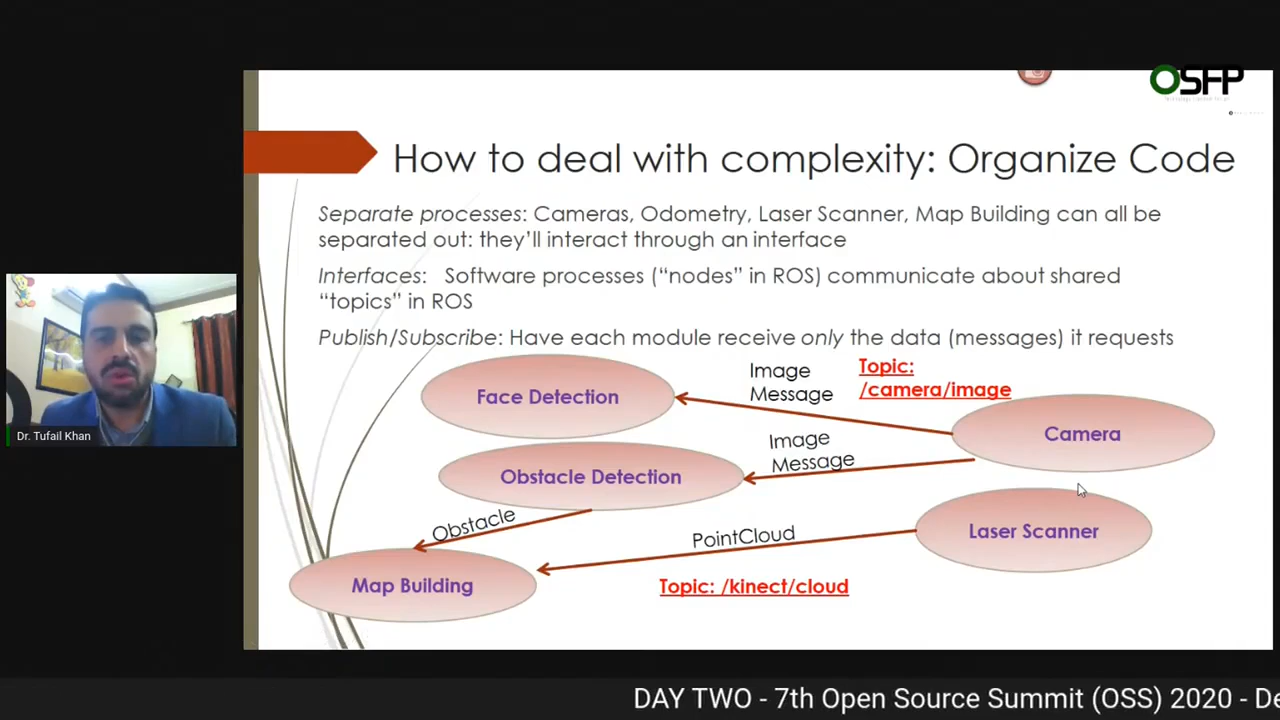 OSFP
How to deal with complexity: Organize Code
Separate processes: Cameras, Odometry, Laser Scanner, Map Building can all be
separated out: they’ll interact through an interface
Interfaces: Software processes (“nodes” in ROS) communicate about shared
“topics” in ROS
Publish/Subscribe: Have each module receive only the data (messages) it requests
Image
Message
Topic:
/camera/image
Face Detection
Camera
Image
Message
Obstacle Detection
Obstacle
PointCloud
Laser Scanner
Map Building
Topic: /kinect/cloud
Dr. Tufail Khan
DAY TWO - 7th Open Source Summit (OSS) 2020 - De